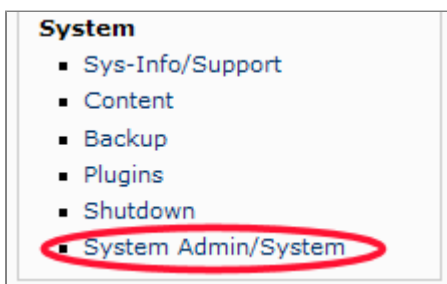 System
Sys-Info/Support
Content
Backup
Plugins
Shutdown
System Admin/System